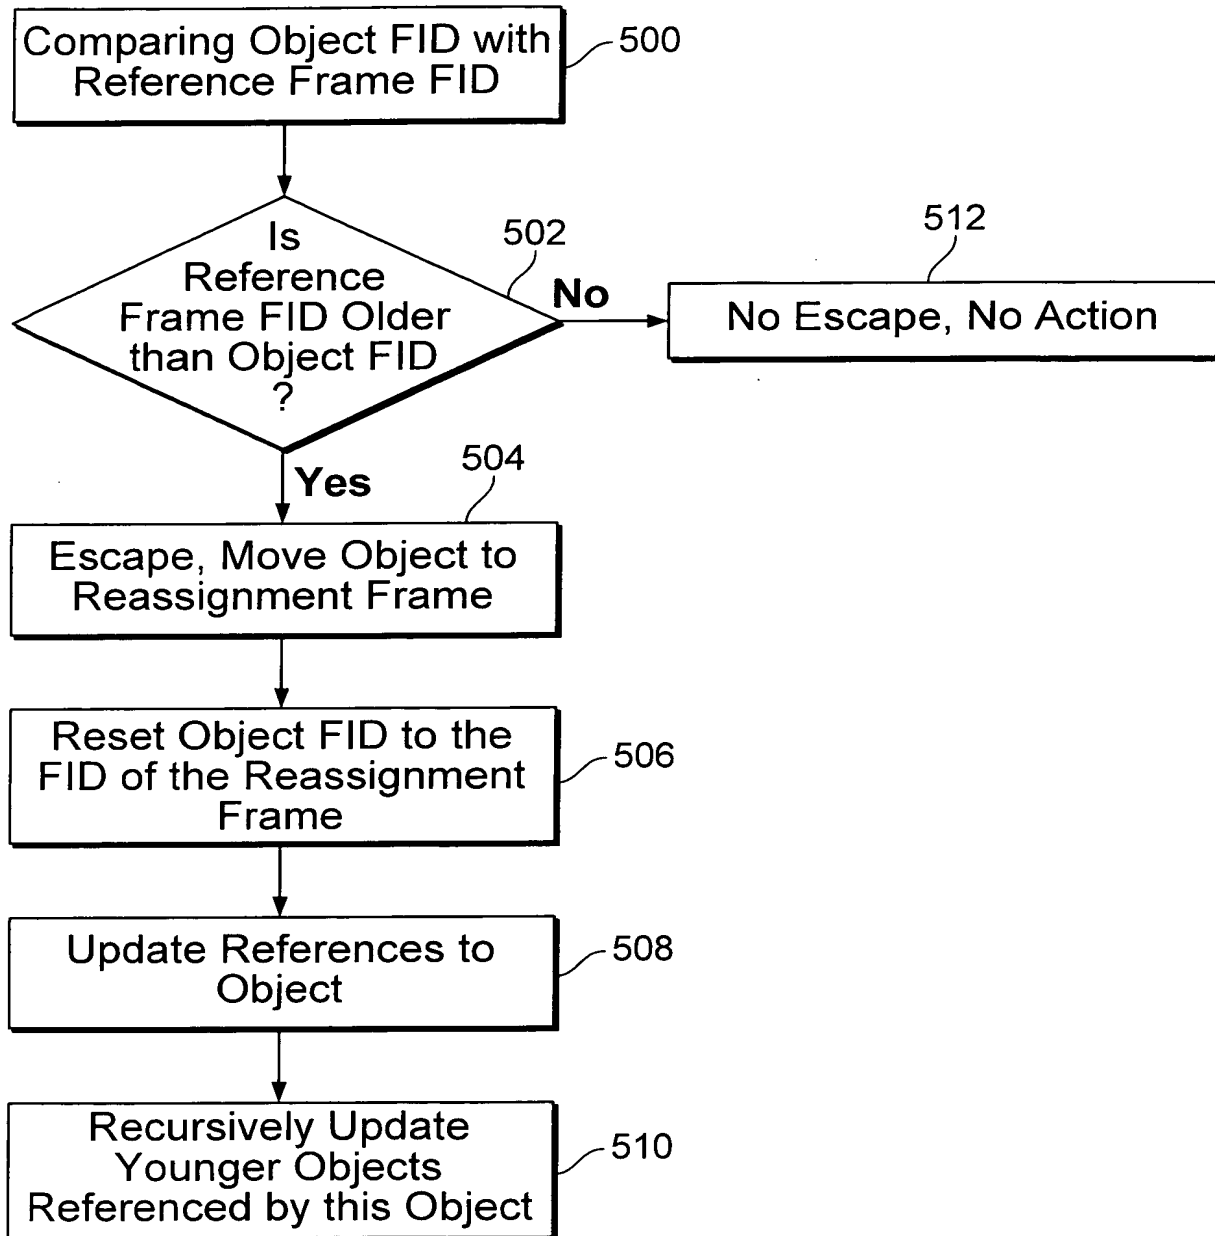 Comparing Object FID with
Reference Frame FID
500
Is
Reference
Frame FID Older
than Object FID
?
502
No
512
No Escape, No Action
Yes
504
Escape, Move Object to
Reassignment Frame
Reset Object FID to the
FID of the Reassignment
Frame
506
Update References to
Object
508
Recursively Update
Younger Objects
Referenced by this Object
510